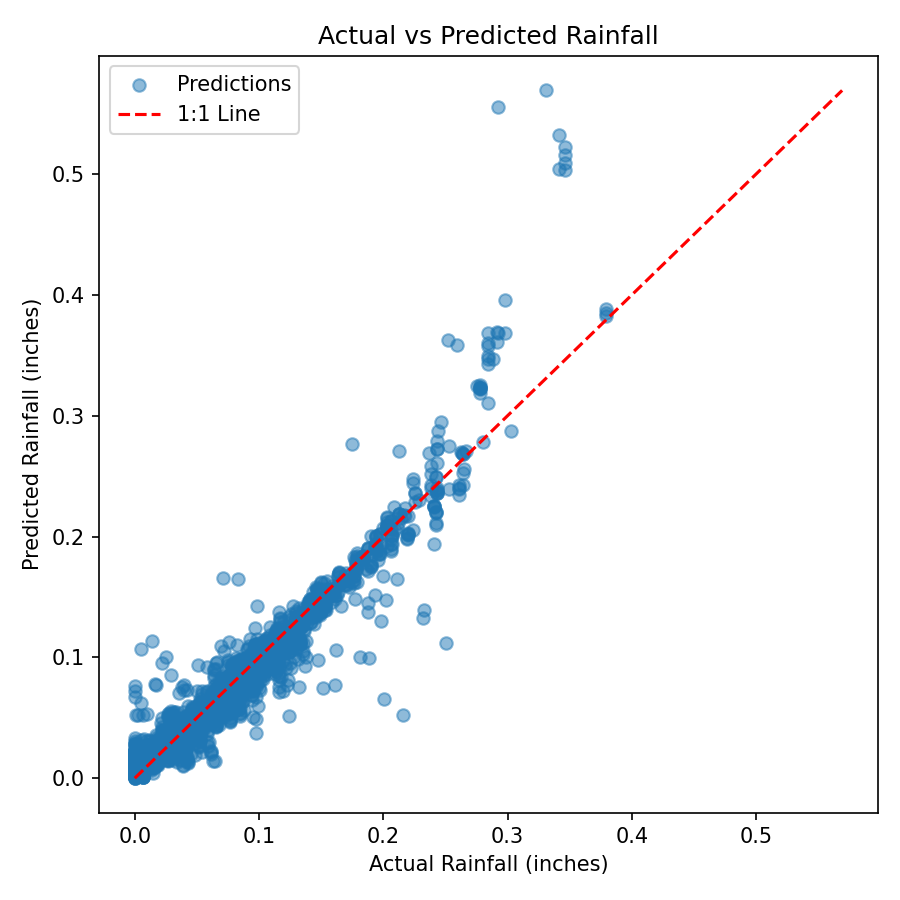 Actual vs Predicted Rainfall
Predictions
1:1 Line
Predicted Rainfall (inches)
0.5
0.4
0.3
0.2
0.1
0.0
0.0 0.1 0.2 0.3 0.4 0.5
Actual Rainfall (inches)